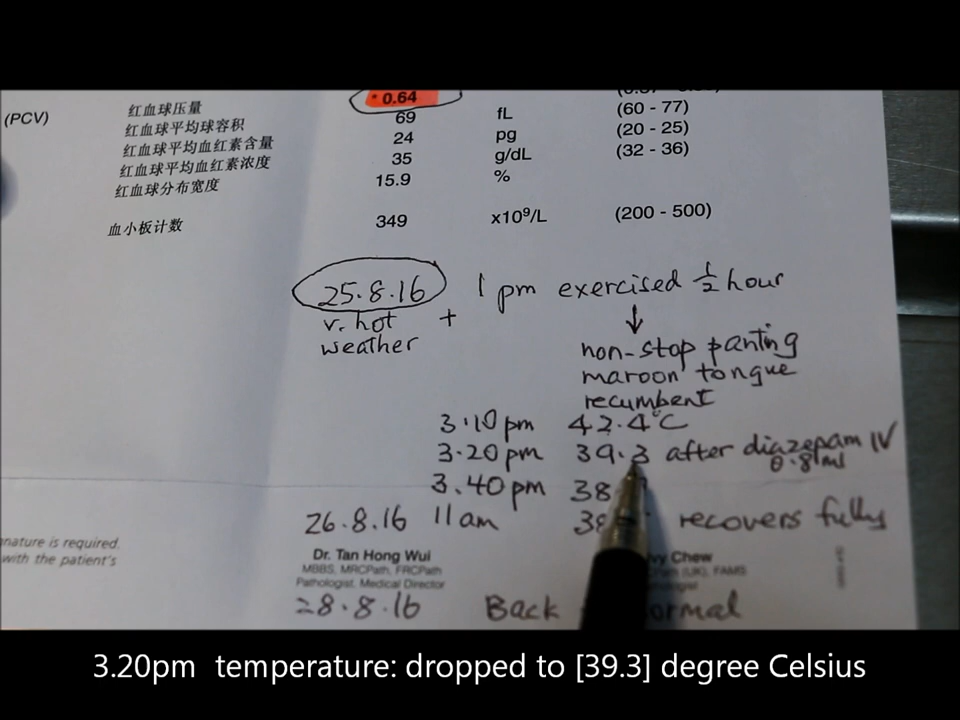 * 0.64
(PCV) 红血球压量 69 fL (60 - 77)
红血球平均球容积 24 pg (20 - 25)
红血球平均血红素含量 35 g/dL (32 - 36)
红血球平均血红素浓度 15.9 %
红血球分布宽度
血小板计数 349 x10⁹/L (200 - 500)
25.8.16 1 pm exercised ½ hour
v. hot + ↓
weather non-stop panting
maroon tongue
recumbent
3.10 pm 42.4°C
3.20 pm 39.3 after diazepam IV
0.8 ml
3.40 pm 38
26.8.16 11 am 38 recovers fully
nature is required.
with the patient's
Dr. Tan Hong Wui
MBBS, MRCPath, FRCPath
Pathologist, Medical Director
Chew
(UK), FAMS
28.8.16 Back
3.20pm temperature: dropped to [39.3] degree Celsius